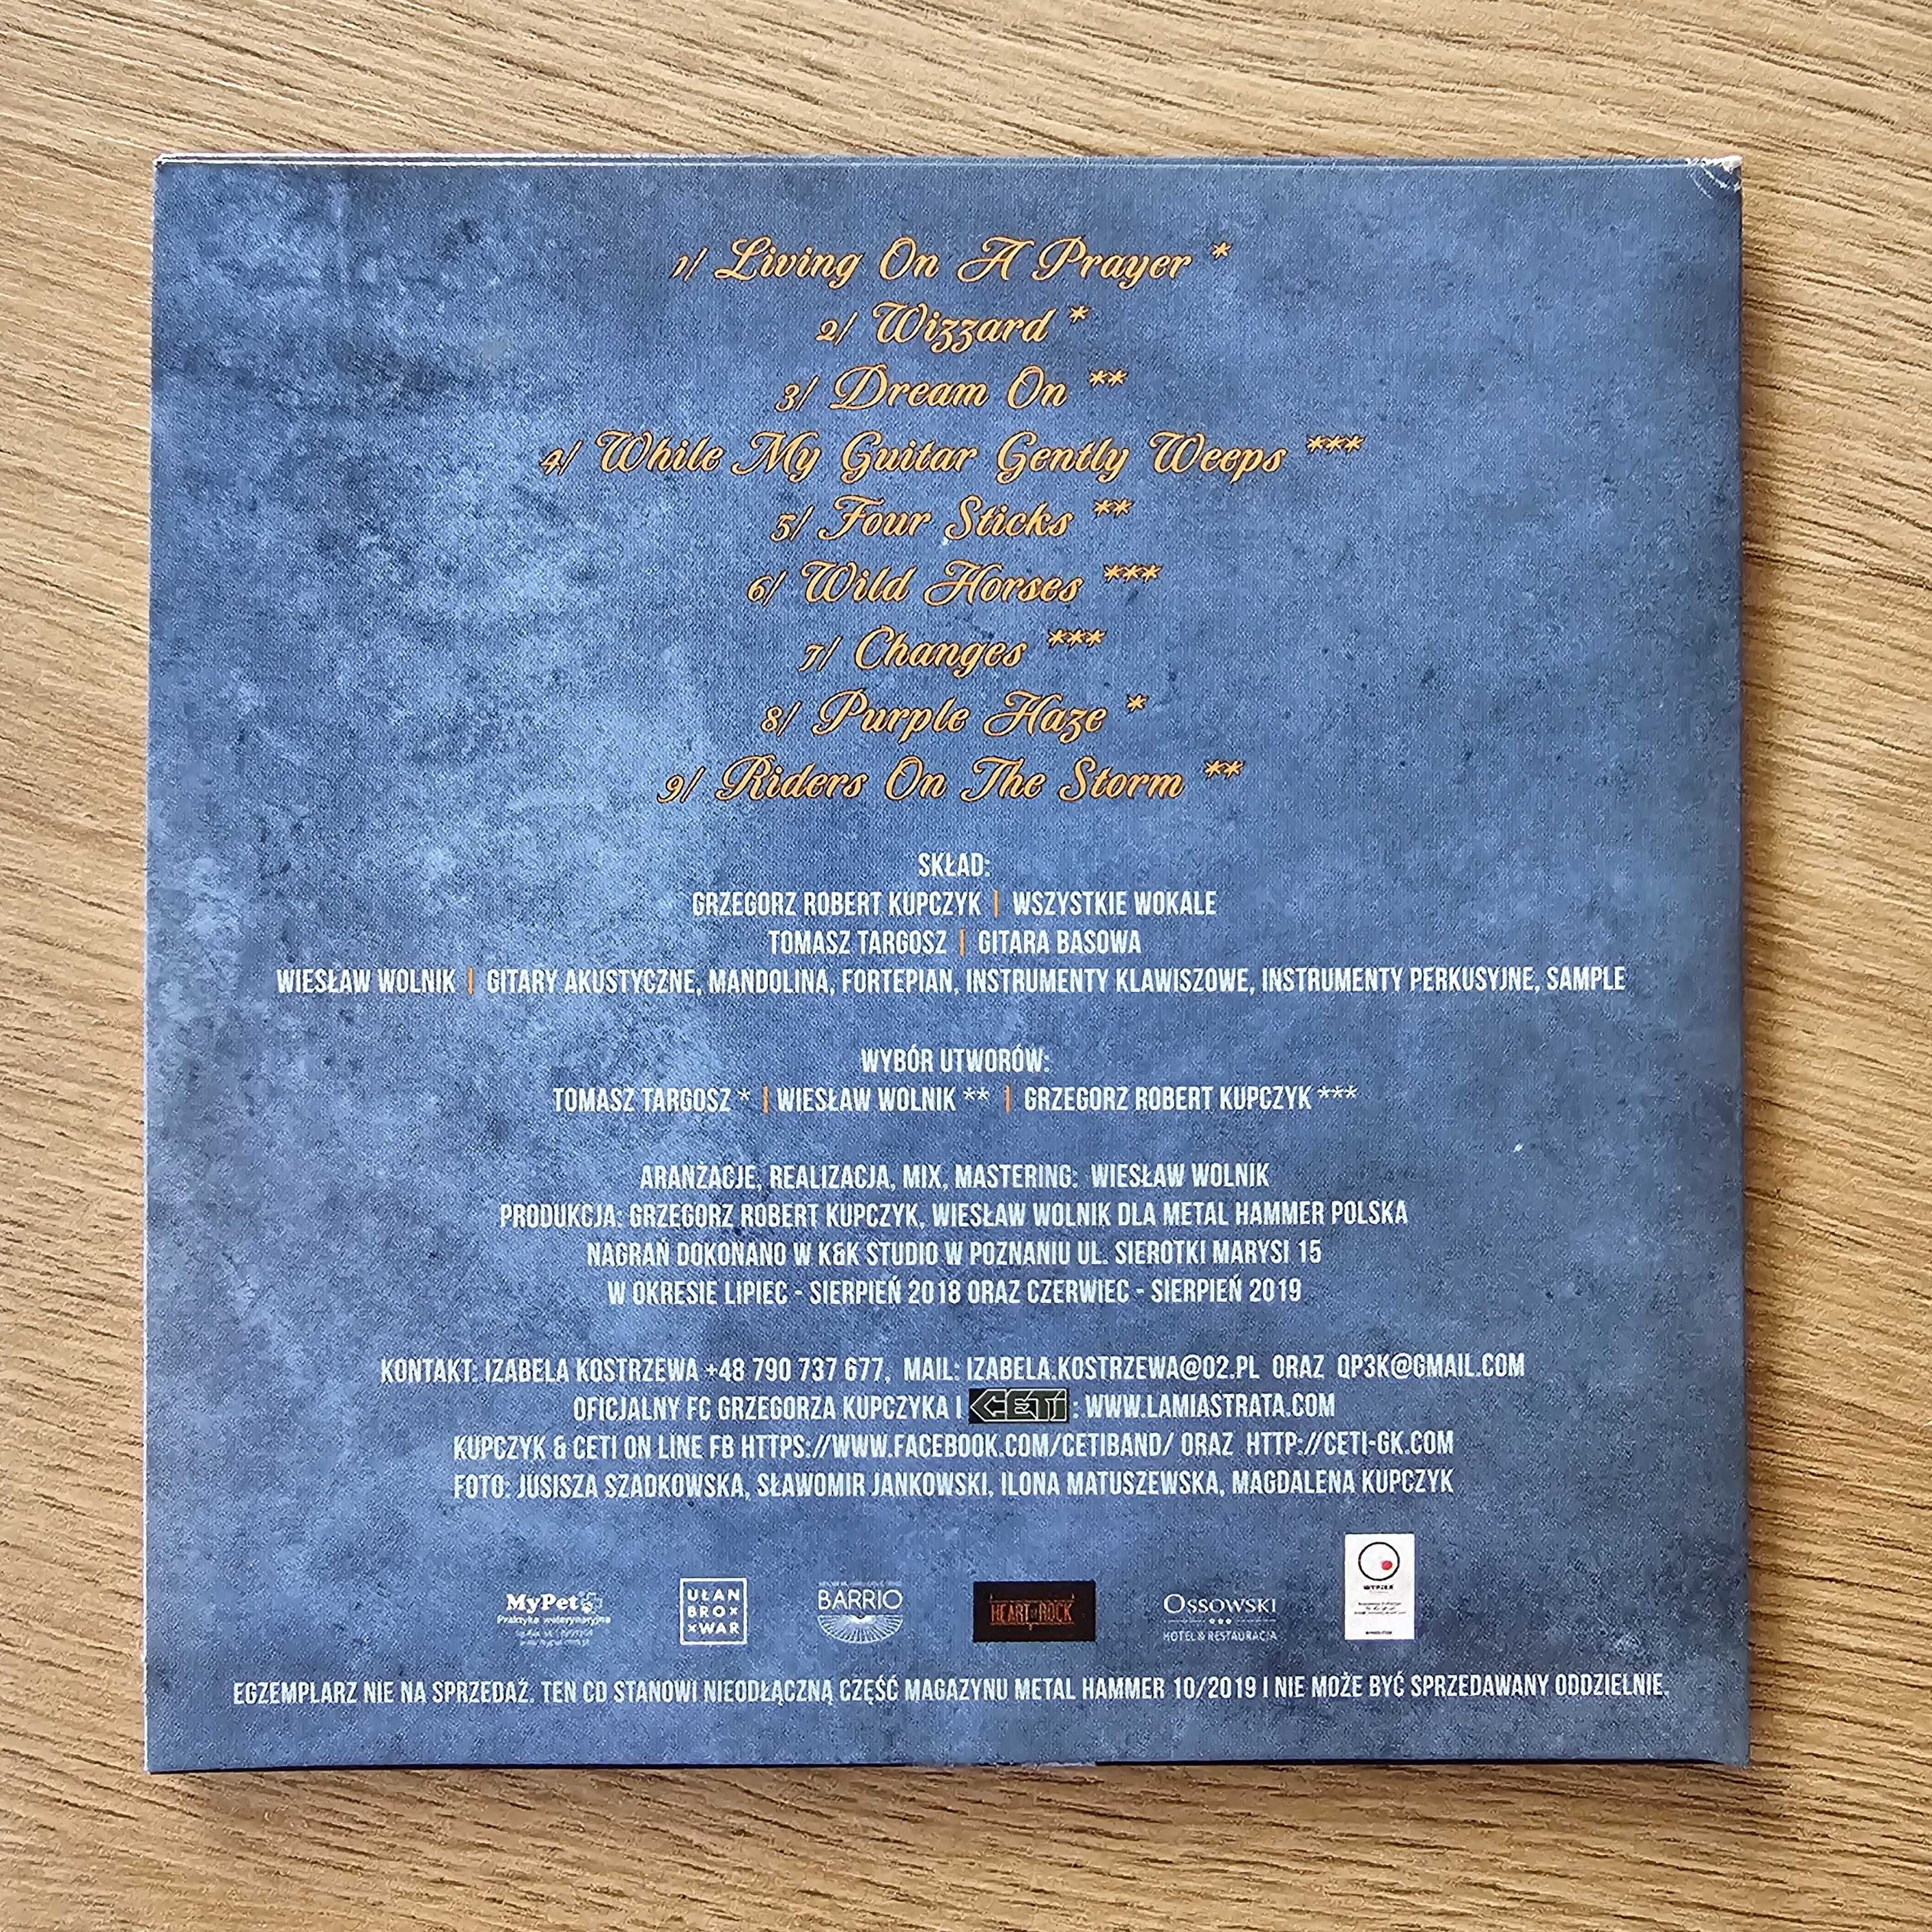 1/ Living On A Prayer *
2/ Wizzard *
3/ Dream On **
4/ While My Guitar Gently Weeps ***
5/ Four Sticks **
6/ Wild Horses ***
7/ Changes ***
8/ Purple Haze *
9/ Riders On The Storm **
SKŁAD:
GRZEGORZ ROBERT KUPCZYK | WSZYSTKIE WOKALE
TOMASZ TARGOSZ | GITARA BASOWA
WIESŁAW WOLNIK | GITARY AKUSTYCZNE, MANDOLINA, FORTEPIAN, INSTRUMENTY KLAWISZOWE, INSTRUMENTY PERKUSYJNE, SAMPLE
WYBÓR UTWORÓW:
TOMASZ TARGOSZ * | WIESŁAW WOLNIK ** | GRZEGORZ ROBERT KUPCZYK ***
ARANŻACJE, REALIZACJA, MIX, MASTERING: WIESŁAW WOLNIK
PRODUKCJA: GRZEGORZ ROBERT KUPCZYK, WIESŁAW WOLNIK DLA METAL HAMMER POLSKA
NAGRAŃ DOKONANO W K&K STUDIO W POZNANIU UL. SIEROTKI MARYSI 15
W OKRESIE LIPIEC - SIERPIEŃ 2018 ORAZ CZERWIEC - SIERPIEŃ 2019
KONTAKT: IZABELA KOSTRZEWA +48 790 737 677, MAIL: IZABELA.KOSTRZEWA@O2.PL ORAZ QP3K@GMAIL.COM
OFICJALNY FC GRZEGORZA KUPCZYKA I CETI : WWW.LAMIASTRATA.COM
KUPCZYK & CETI ON LINE FB HTTPS://WWW.FACEBOOK.COM/CETIBAND/ ORAZ HTTP://CETI-GK.COM
FOTO: JUSISZA SZADKOWSKA, SŁAWOMIR JANKOWSKI, ILONA MATUSZEWSKA, MAGDALENA KUPCZYK
MyPet
Praktyka weterynaryjna
UŁAN
BRO×
×WAR
BARRIO
HEART OF ROCK
OSSOWSKI
***
HOTEL & RESTAURACJA
EGZEMPLARZ NIE NA SPRZEDAŻ. TEN CD STANOWI NIEODŁĄCZNĄ CZĘŚĆ MAGAZYNU METAL HAMMER 10/2019 I NIE MOŻE BYĆ SPRZEDAWANY ODDZIELNIE.